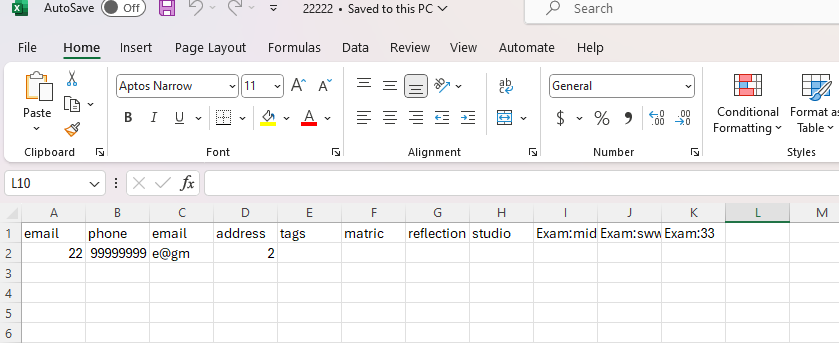 AutoSave Off 22222 • Saved to this PC Search
File Home Insert Page Layout Formulas Data Review View Automate Help
Paste Aptos Narrow 11 A^ Aˇ ab General
B I U A $ % 9 Conditional Formatting Format as Table
Clipboard Font Alignment Number Styles
L10 fx
A B C D E F G H I J K L M
1 email phone email address tags matric reflection studio Exam:mid Exam:sww Exam:33
2 22 99999999 e@gm 2
3
4
5
6